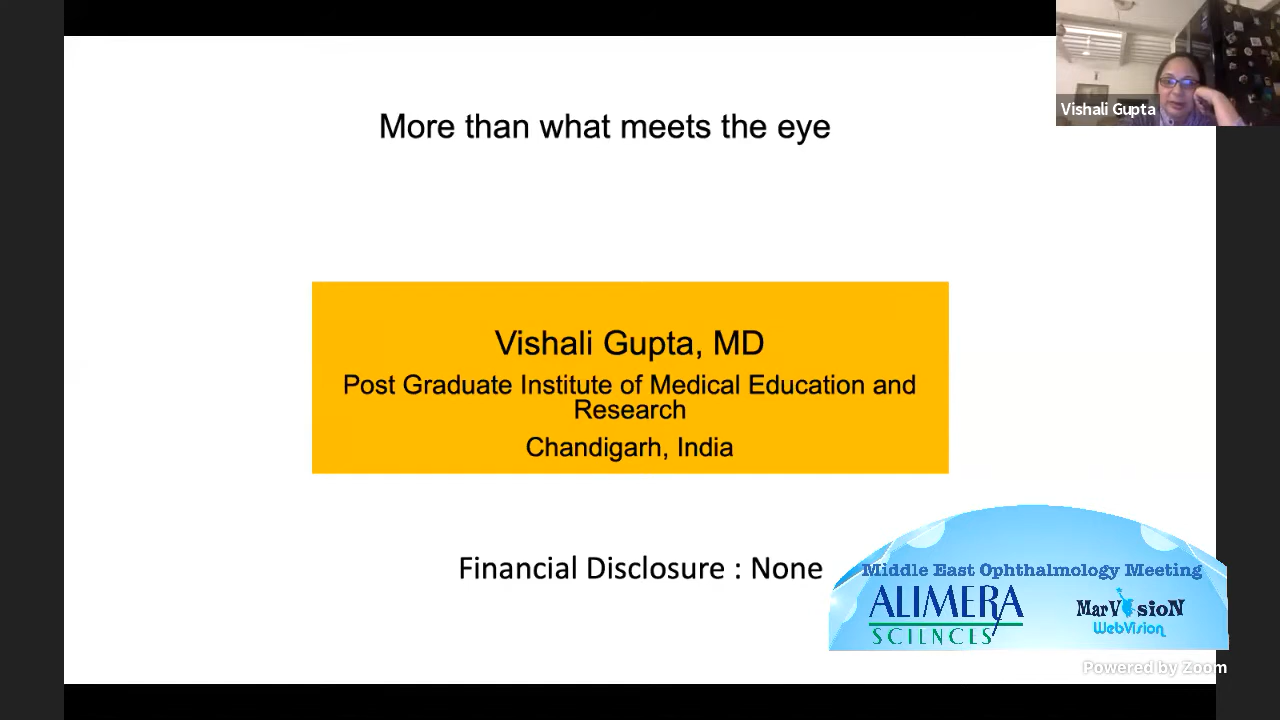 More than what meets the eye
Vishali Gupta
Vishali Gupta, MD
Post Graduate Institute of Medical Education and
Research
Chandigarh, India
Financial Disclosure : None
Middle East Ophthalmology Meeting
ALIMERA
SCIENCES
MarVisioN
WebVision
Powered by Zoom